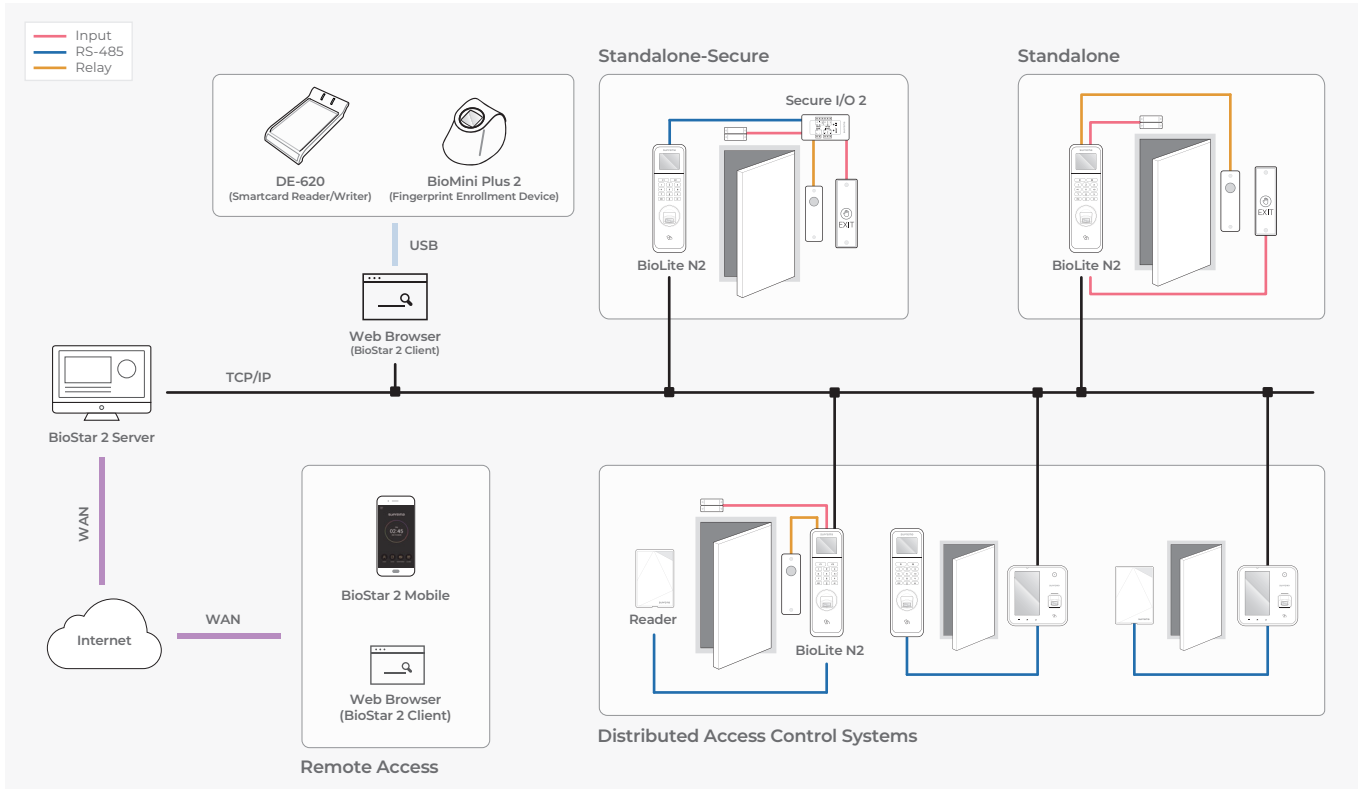 Input
RS-485
Relay
DE-620
(Smartcard Reader/Writer)
BioMini Plus 2
(Fingerprint Enrollment Device)
USB
Web Browser
(BioStar 2 Client)
Standalone-Secure
Secure I/O 2
EXIT
BioLite N2
Standalone
EXIT
BioLite N2
TCP/IP
BioStar 2 Server
WAN
Internet
WAN
02:45
BioStar 2 Mobile
Web Browser
(BioStar 2 Client)
Remote Access
Reader
BioLite N2
Distributed Access Control Systems